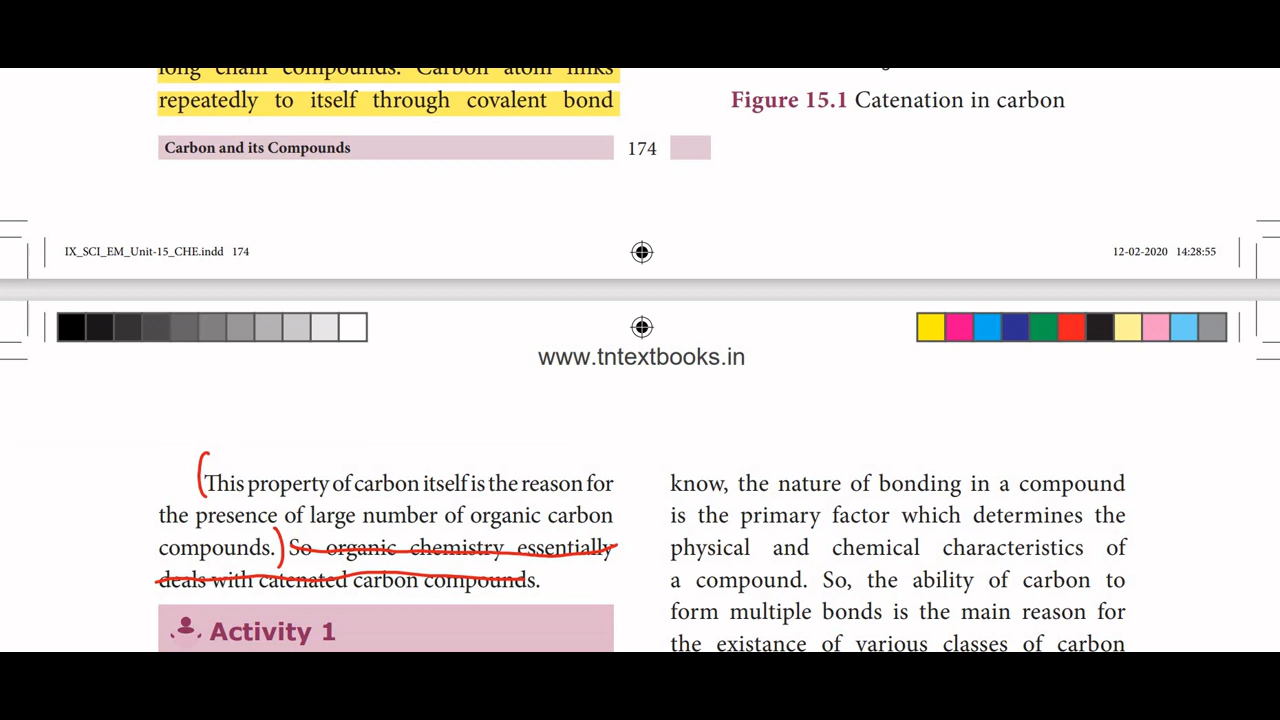 long chain compounds. Carbon atom links
repeatedly to itself through covalent bond
Figure 15.1 Catenation in carbon
Carbon and its Compounds
174
IX_SCI_EM_Unit-15_CHE.indd 174
12-02-2020 14:28:55
www.tntextbooks.in
This property of carbon itself is the reason for
the presence of large number of organic carbon
compounds. So organic chemistry essentially
deals with catenated carbon compounds.
Activity 1
know, the nature of bonding in a compound
is the primary factor which determines the
physical and chemical characteristics of
a compound. So, the ability of carbon to
form multiple bonds is the main reason for
the existance of various classes of carbon